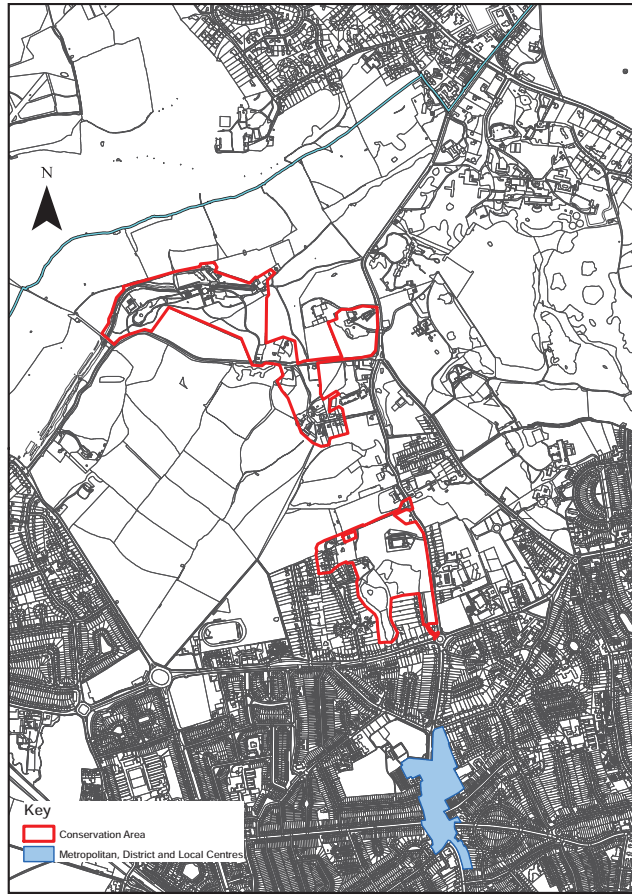 N
Key
Conservation Area
Metropolitan, District and Local Centres